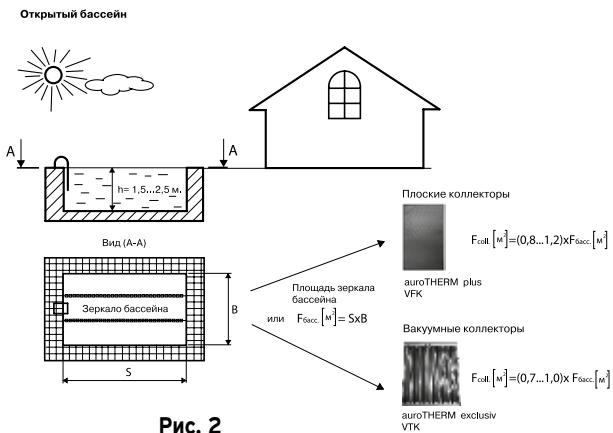 Открытый бассейн
А
А
h= 1,5...2,5 м.
Вид (А-А)
Зеркало бассейна
B
S
Площадь зеркала
бассейна
или Fбасс.[м²]= SxB
Плоские коллекторы
Fcoll.[м²]=(0,8...1,2)xFбасс.[м²]
auroTHERM plus
VFK
Вакуумные коллекторы
Fcoll.[м²]=(0,7...1,0)x Fбасс.[м²]
auroTHERM exclusiv
VTK
Рис. 2